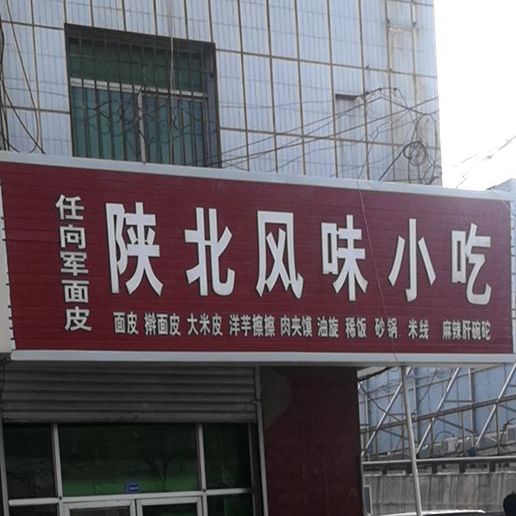 任向军面皮
陕北风味小吃
面皮 擀面皮 大米皮 洋芋擦擦 肉夹馍 油旋 稀饭 砂锅 米线 麻辣肝碗砣